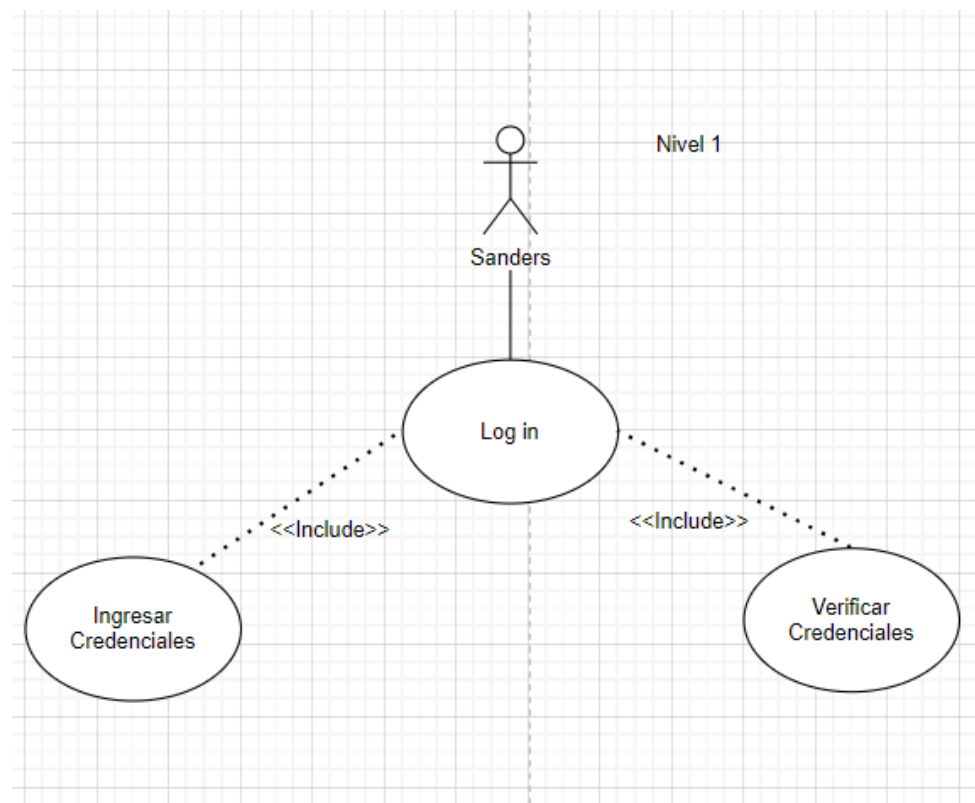 Nivel 1
Sanders
Log in
<<Include>>
<<Include>>
Ingresar
Credenciales
Verificar
Credenciales